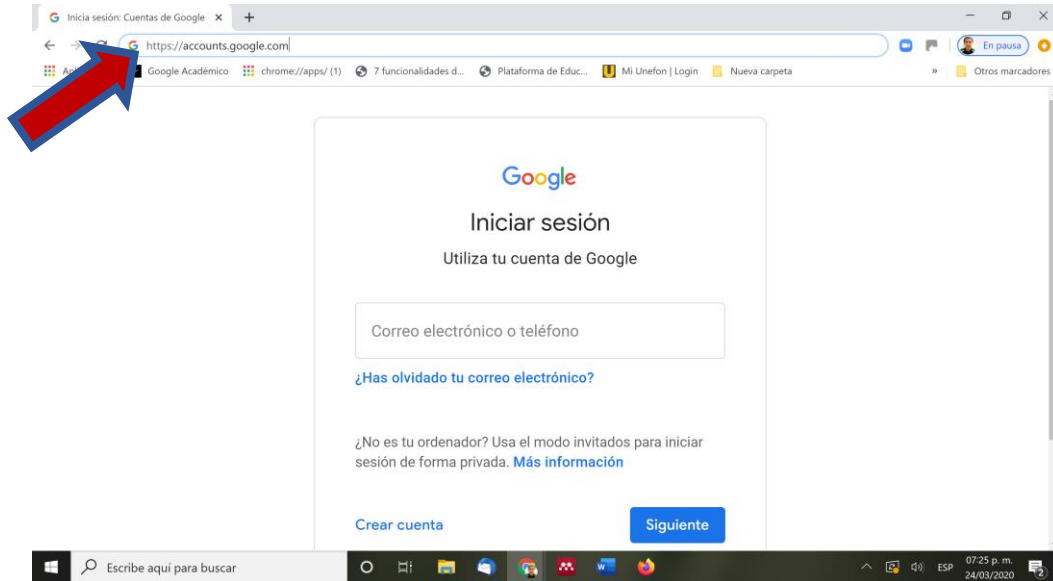 Inicia sesión: Cuentas de Google
https://accounts.google.com
En pausa
Google Académico chrome://apps/ (1) 7 funcionalidades d... Plataforma de Educ... Mi Unefon | Login Nueva carpeta » Otros marcadores
Google
Iniciar sesión
Utiliza tu cuenta de Google
Correo electrónico o teléfono
¿Has olvidado tu correo electrónico?
¿No es tu ordenador? Usa el modo invitados para iniciar
sesión de forma privada. Más información
Crear cuenta Siguiente
Escribe aquí para buscar
ESP
07:25 p. m.
24/03/2020
2